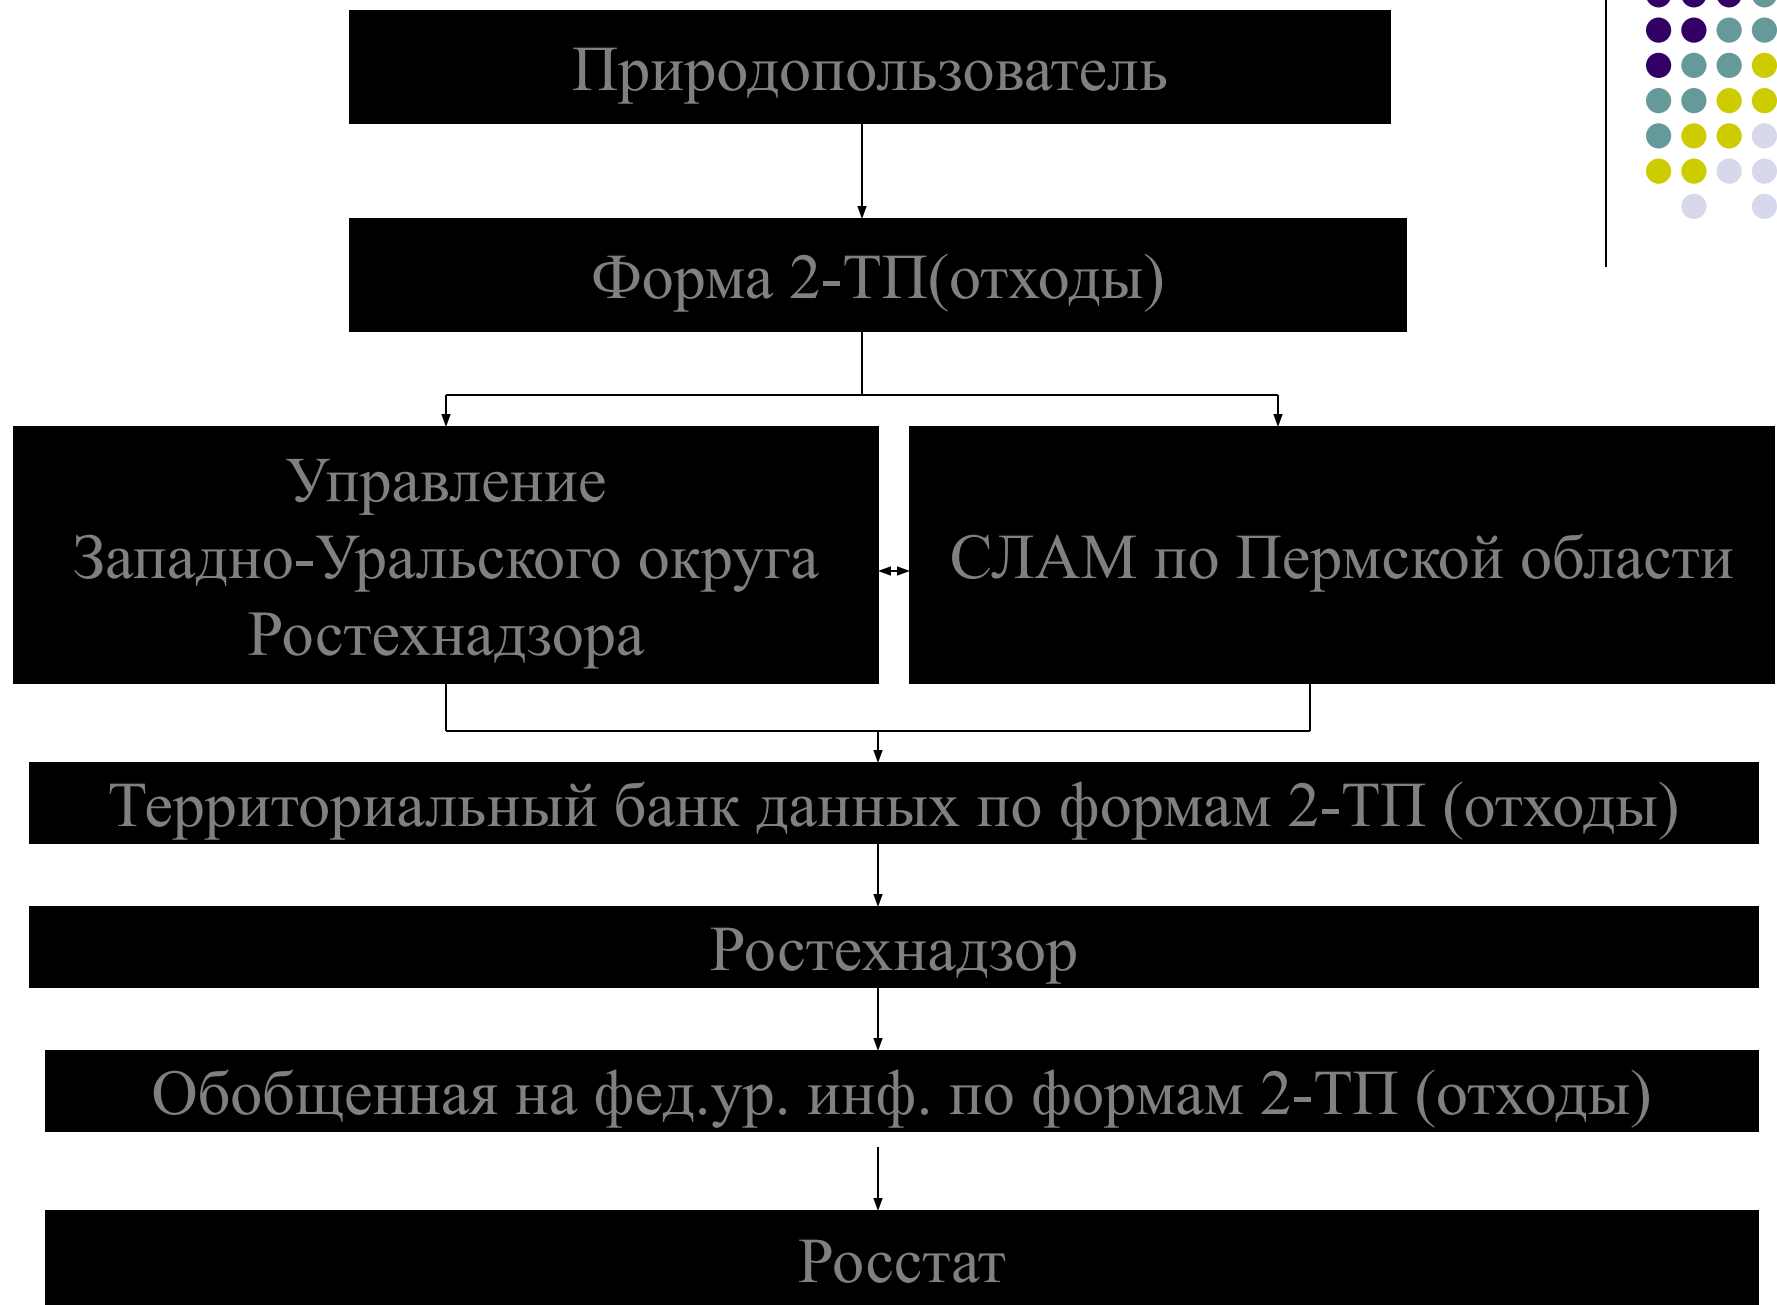 Природопользователь
Форма 2-ТП(отходы)
Управление
Западно-Уральского округа
Ростехнадзора
СЛАМ по Пермской области
Территориальный банк данных по формам 2-ТП (отходы)
Ростехнадзор
Обобщенная на фед.ур. инф. по формам 2-ТП (отходы)
Росстат